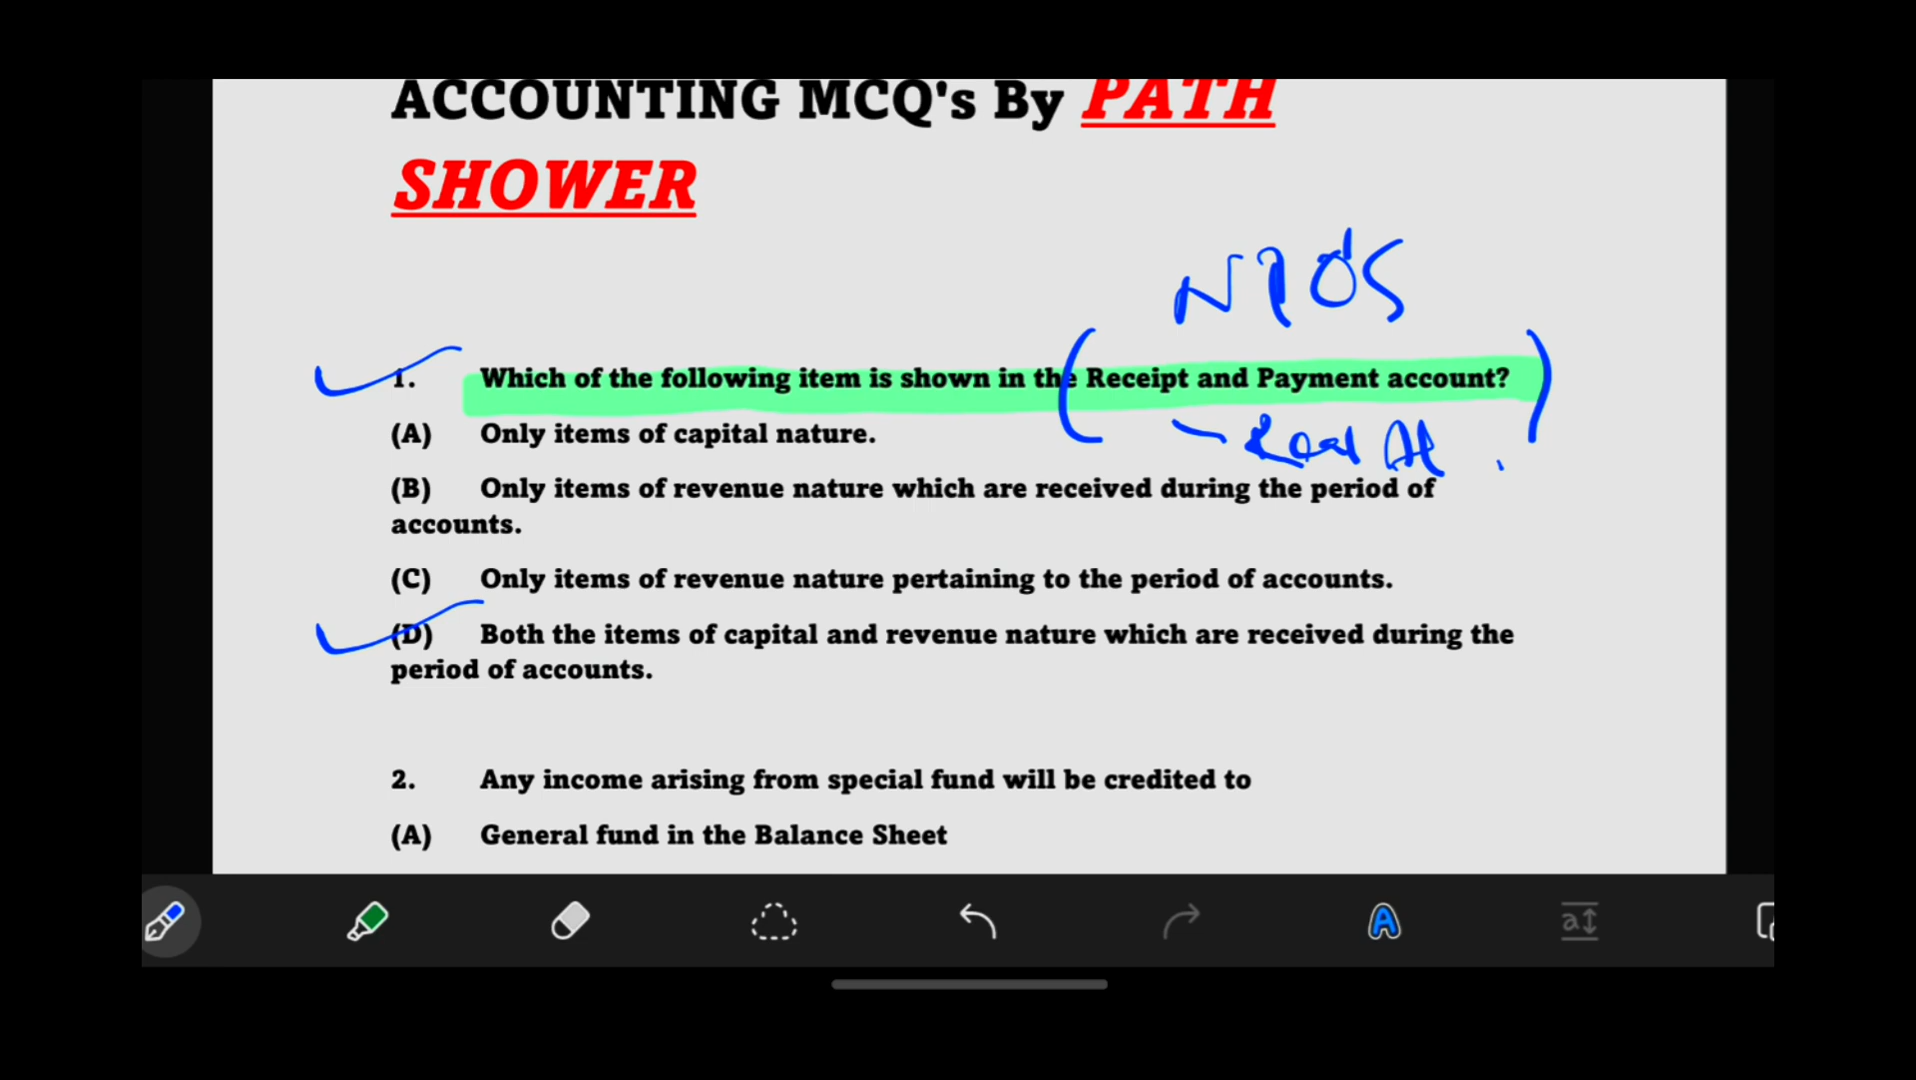 ACCOUNTING MCQ's By PATH
SHOWER
NPO'S
1. Which of the following item is shown in the Receipt and Payment account?
(A) Only items of capital nature.
Real A/c
(B) Only items of revenue nature which are received during the period of
accounts.
(C) Only items of revenue nature pertaining to the period of accounts.
(D) Both the items of capital and revenue nature which are received during the
period of accounts.
2. Any income arising from special fund will be credited to
(A) General fund in the Balance Sheet
A
a